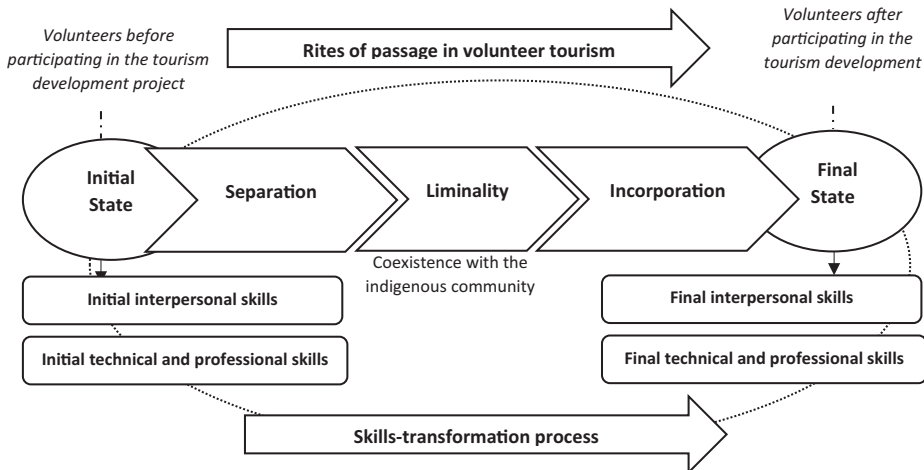 Volunteers before
participating in the tourism
development project
Rites of passage in volunteer tourism
Volunteers after
participating in the
tourism development
Initial
State
Separation
Liminality
Incorporation
Final
State
Coexistence with the
indigenous community
Initial interpersonal skills
Final interpersonal skills
Initial technical and professional skills
Final technical and professional skills
Skills-transformation process